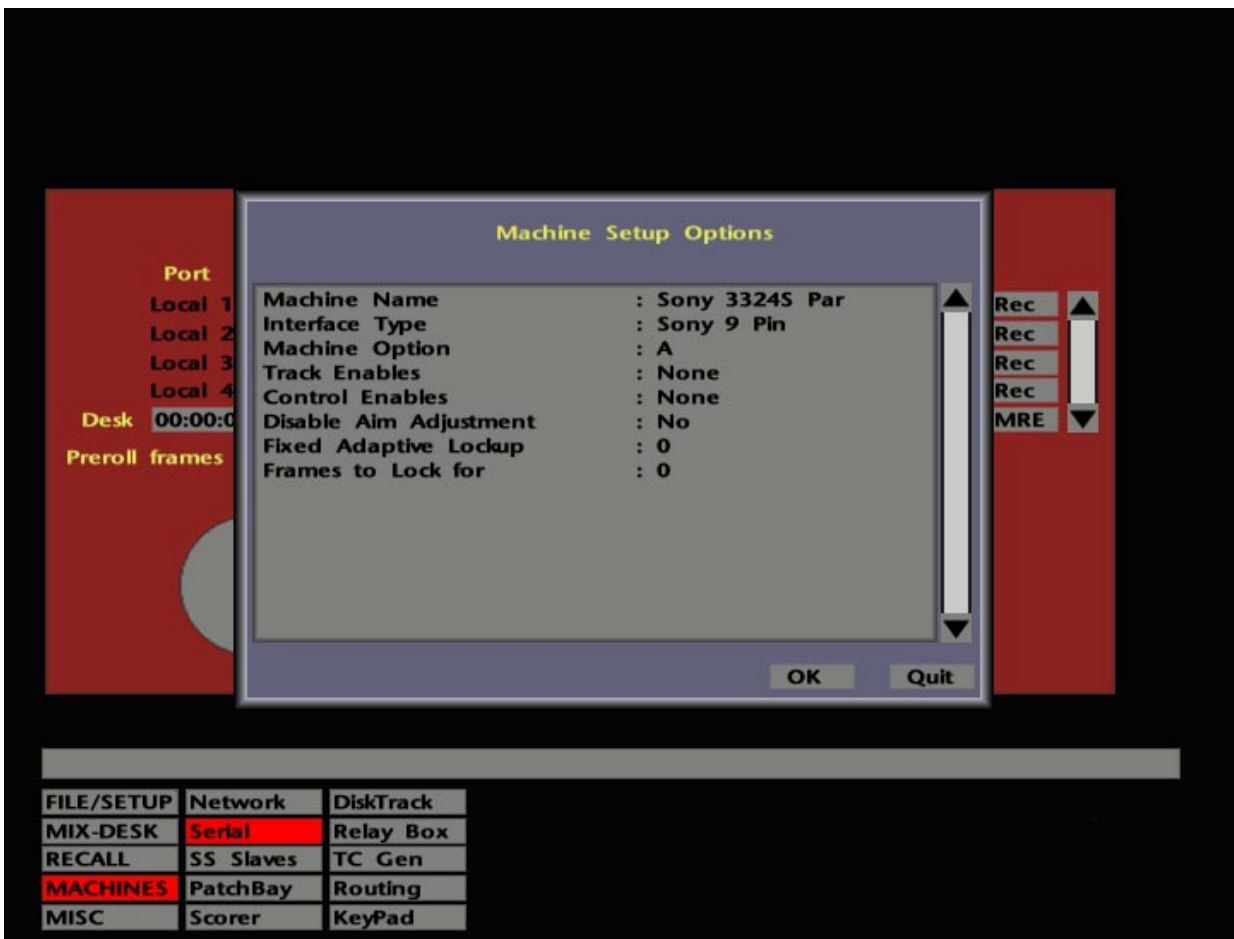 Machine Setup Options
Port
Local 1
Local 2
Local 3
Local 4
Desk 00:00:0
Preroll frames
Machine Name : Sony 3324S Par
Interface Type : Sony 9 Pin
Machine Option : A
Track Enables : None
Control Enables : None
Disable Aim Adjustment : No
Fixed Adaptive Lockup : 0
Frames to Lock for : 0
Rec
Rec
Rec
Rec
MRE
OK Quit
FILE/SETUP Network DiskTrack
MIX-DESK Serial Relay Box
RECALL SS Slaves TC Gen
MACHINES PatchBay Routing
MISC Scorer KeyPad